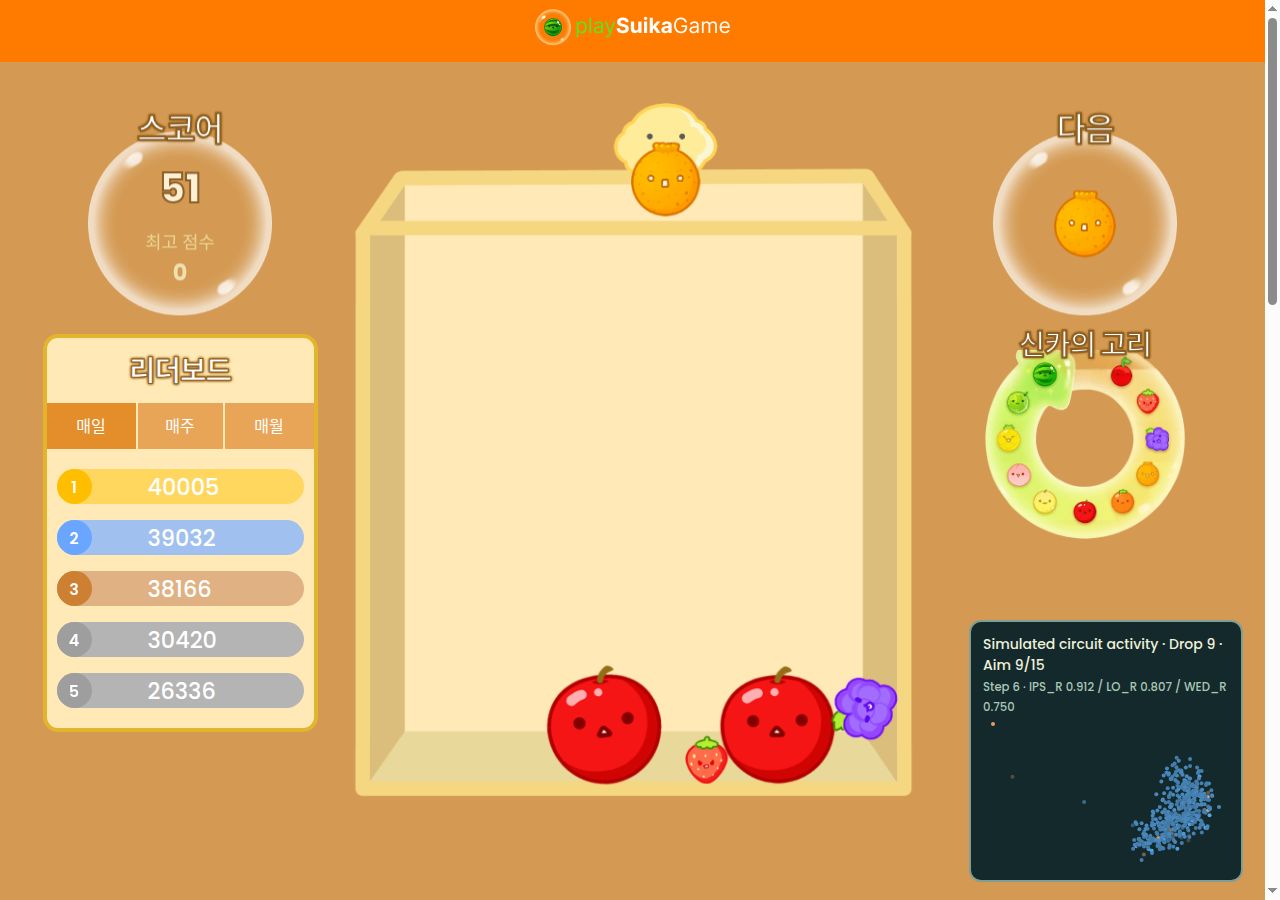 playSuikaGame
스코어
51
최고 점수
0
다음
신카의 고리
리더보드
매일 매주 매월
1 40005
2 39032
3 38166
4 30420
5 26336
Simulated circuit activity · Drop 9 ·
Aim 9/15
Step 6 · IPS_R 0.912 / LO_R 0.807 / WED_R
0.750